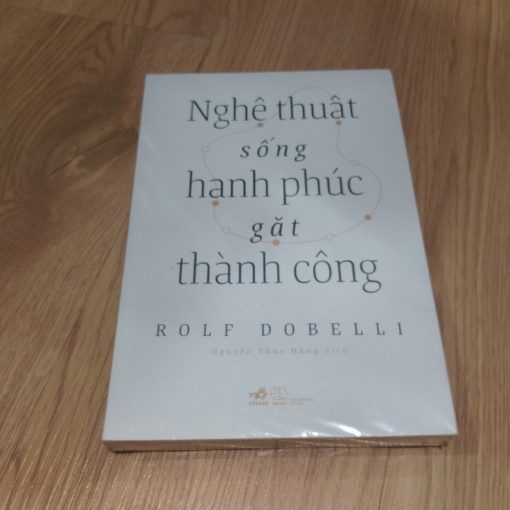 Nghệ thuật
sống
hạnh phúc
gặt
thành công
ROLF DOBELLI
Nguyễn Thúy Hằng dịch